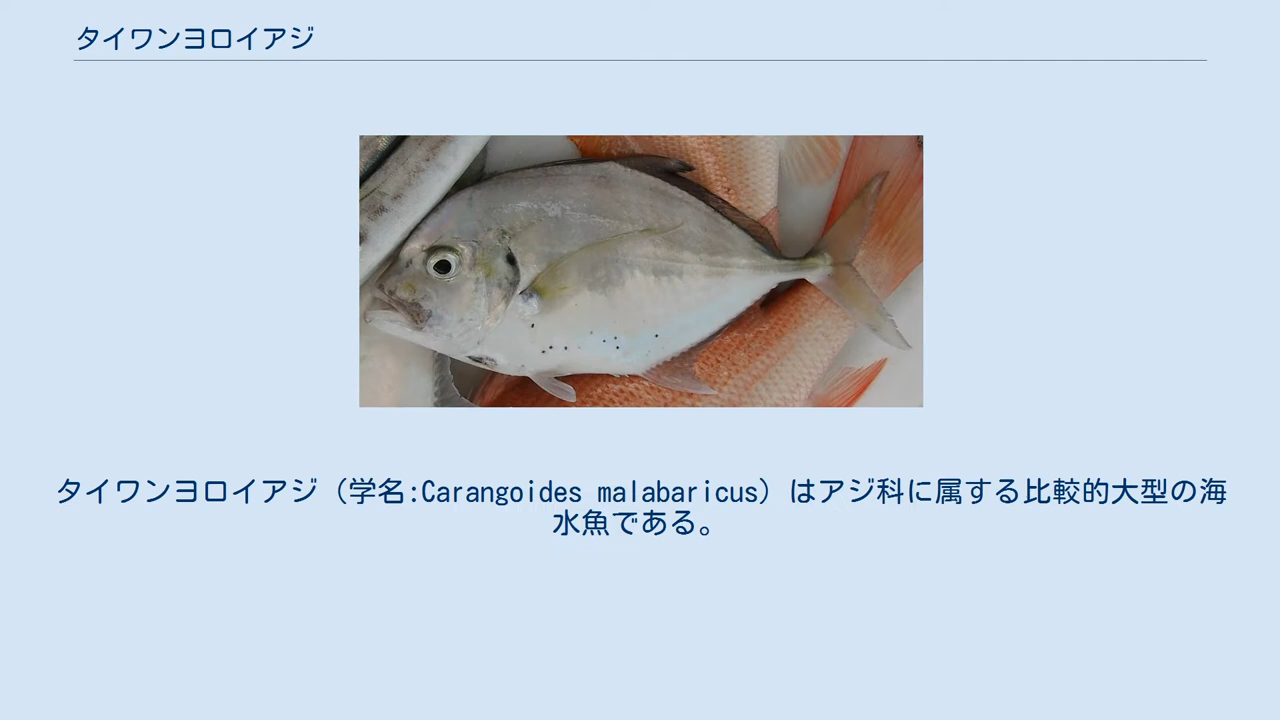 タイワンヨロイアジ
タイワンヨロイアジ（学名:Carangoides malabaricus）はアジ科に属する比較的大型の海
水魚である。